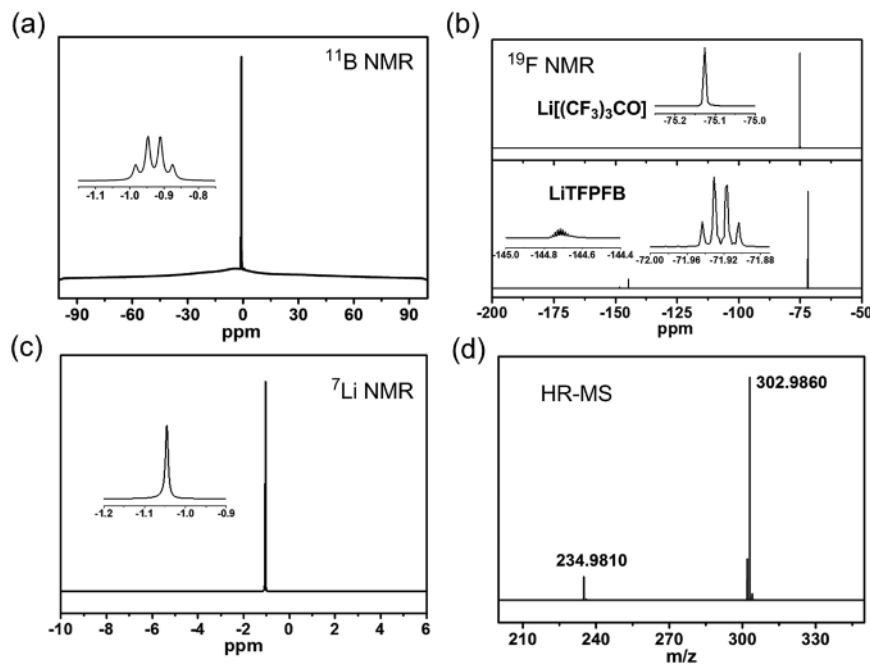 (a)
¹¹B NMR
-1.1 -1.0 -0.9 -0.8
-90 -60 -30 0 30 60 90
ppm
(b)
¹⁹F NMR
Li[(CF₃)₃CO]
-75.2 -75.1 -75.0
LiTFPFB
-145.0 -144.8 -144.6 -144.4
-72.00 -71.96 -71.92 -71.88
-200 -175 -150 -125 -100 -75 -50
ppm
(c)
⁷Li NMR
-1.2 -1.1 -1.0 -0.9
-10 -8 -6 -4 -2 0 2 4 6
ppm
(d)
HR-MS
302.9860
234.9810
210 240 270 300 330
m/z